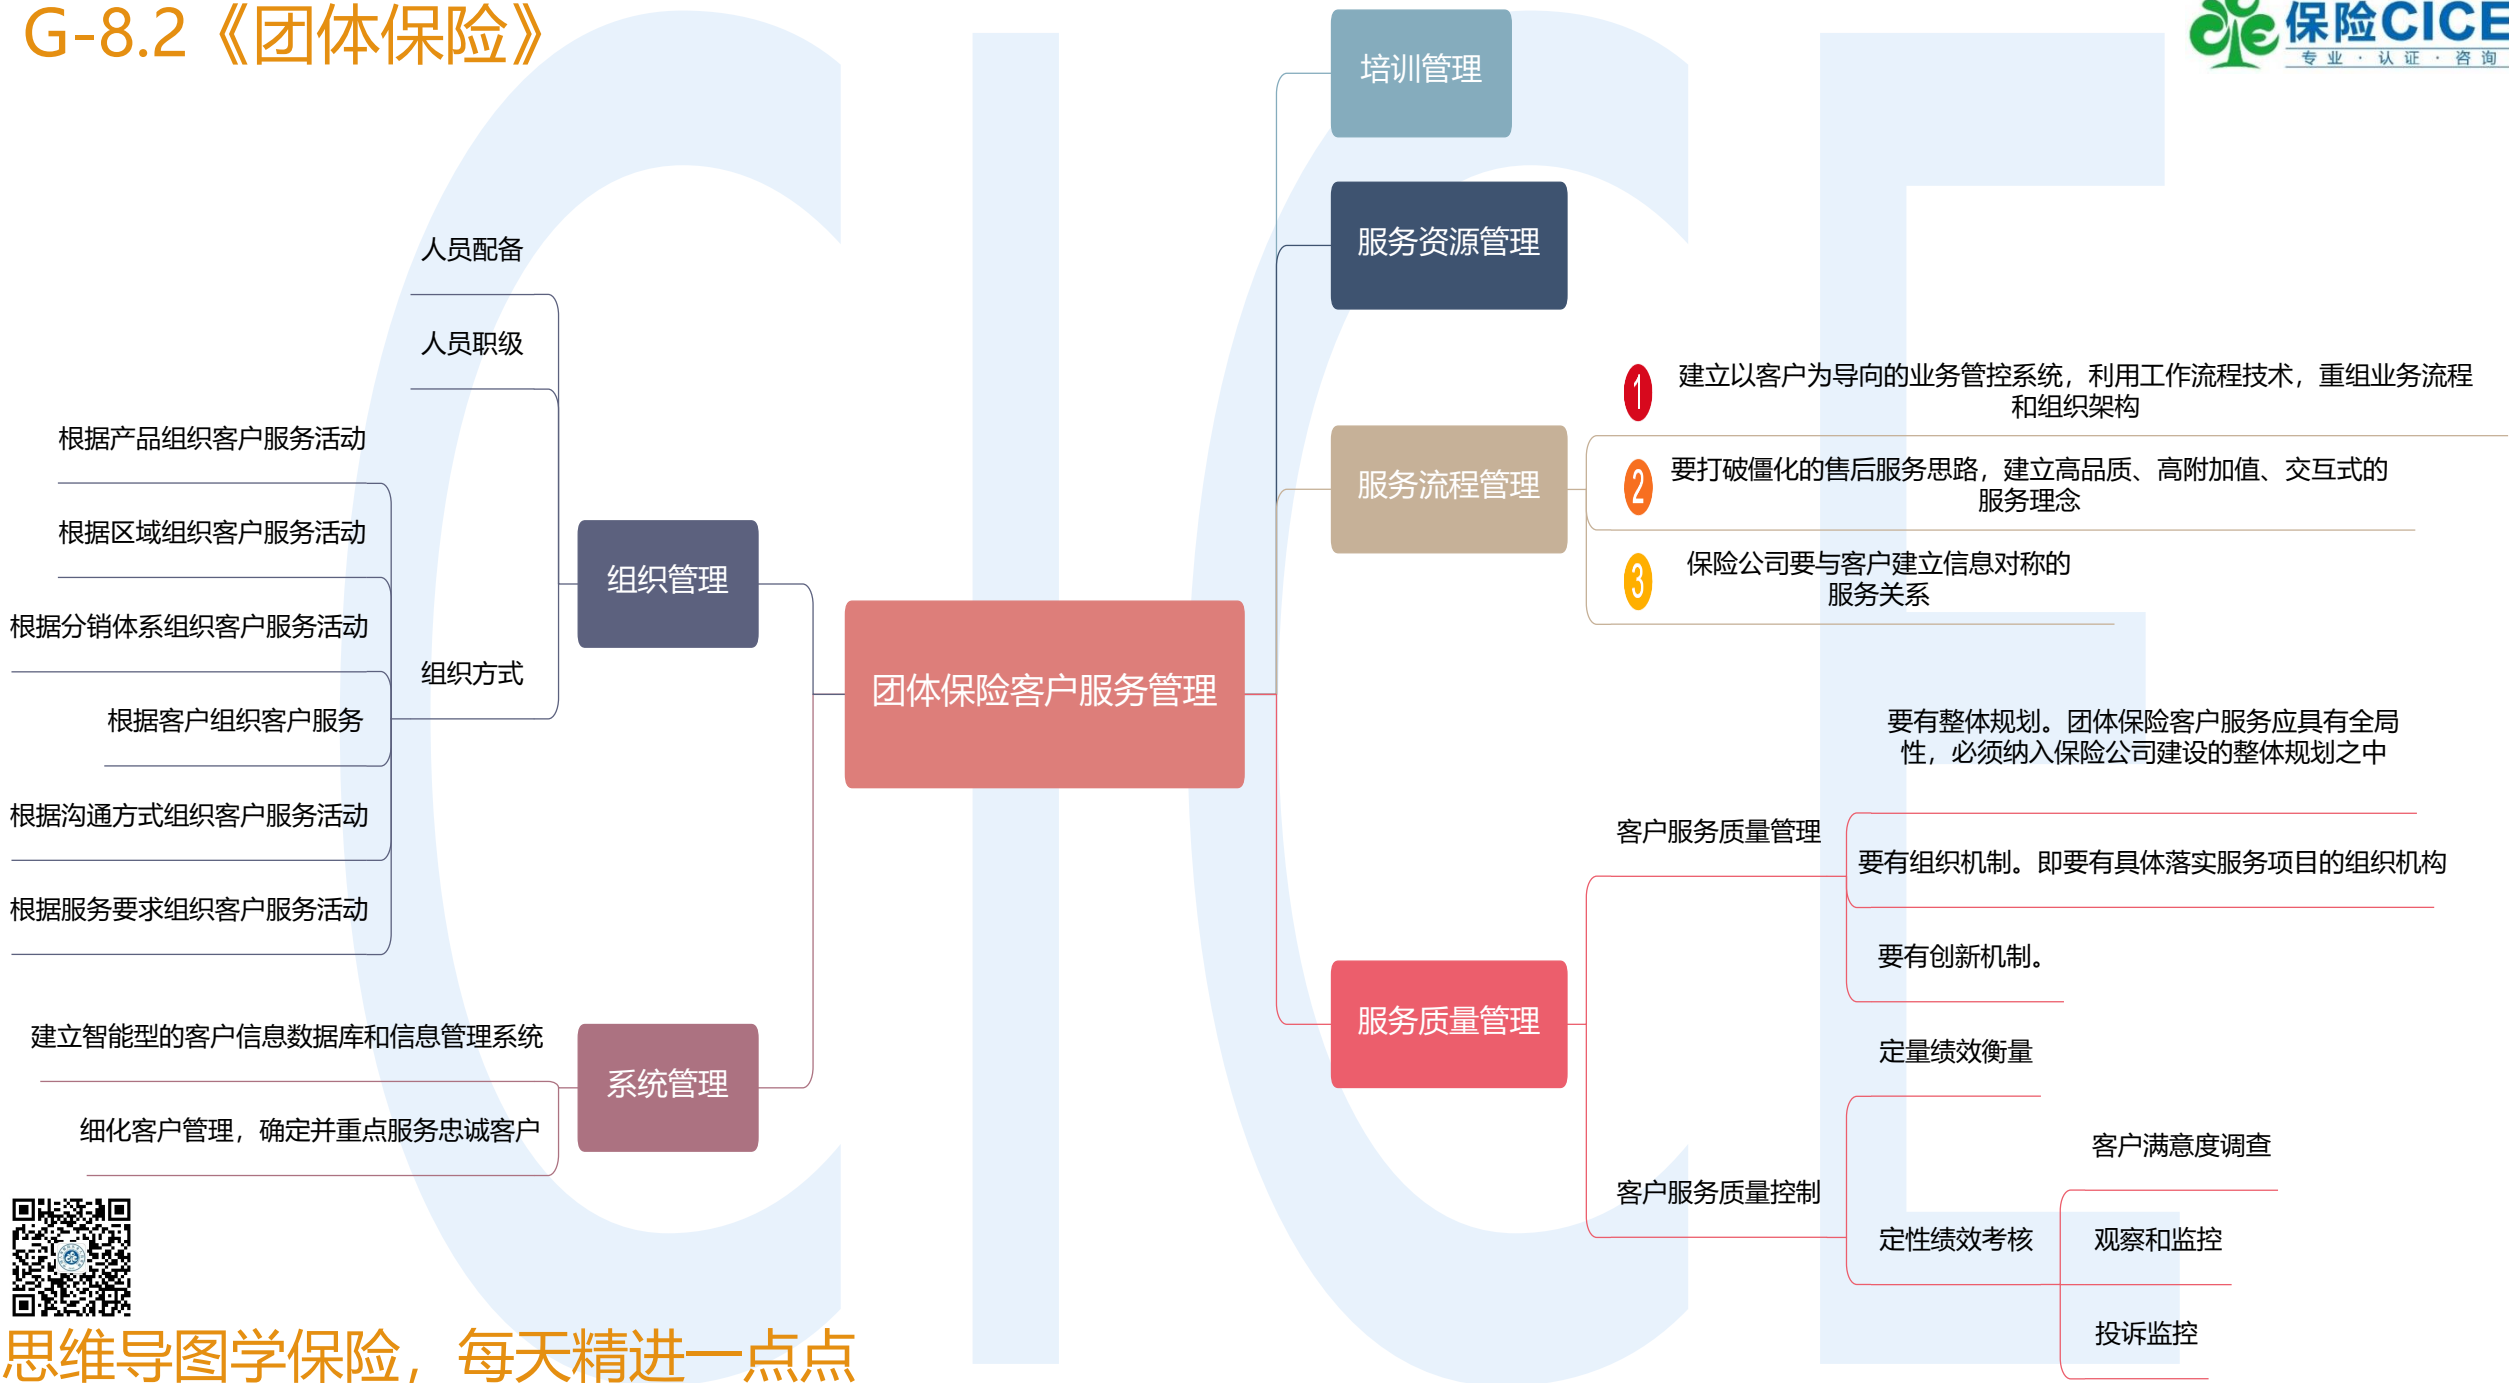 G-8.2《团体保险》
保险CICE
专业·认证·咨询
人员配备
人员职级
根据产品组织客户服务活动
根据区域组织客户服务活动
根据分销体系组织客户服务活动
根据客户组织客户服务
根据沟通方式组织客户服务活动
根据服务要求组织客户服务活动
组织方式
组织管理
建立智能型的客户信息数据库和信息管理系统
细化客户管理，确定并重点服务忠诚客户
系统管理
团体保险客户服务管理
培训管理
服务资源管理
服务流程管理
1 建立以客户为导向的业务管控系统，利用工作流程技术，重组业务流程
和组织架构
2 要打破僵化的售后服务思路，建立高品质、高附加值、交互式的
服务理念
3 保险公司要与客户建立信息对称的
服务关系
服务质量管理
客户服务质量管理
要有整体规划。团体保险客户服务应具有全局
性，必须纳入保险公司建设的整体规划之中
要有组织机制。即要有具体落实服务项目的组织机构
要有创新机制。
客户服务质量控制
定量绩效衡量
定性绩效考核
客户满意度调查
观察和监控
投诉监控
思维导图学保险，每天精进一点点
CICE